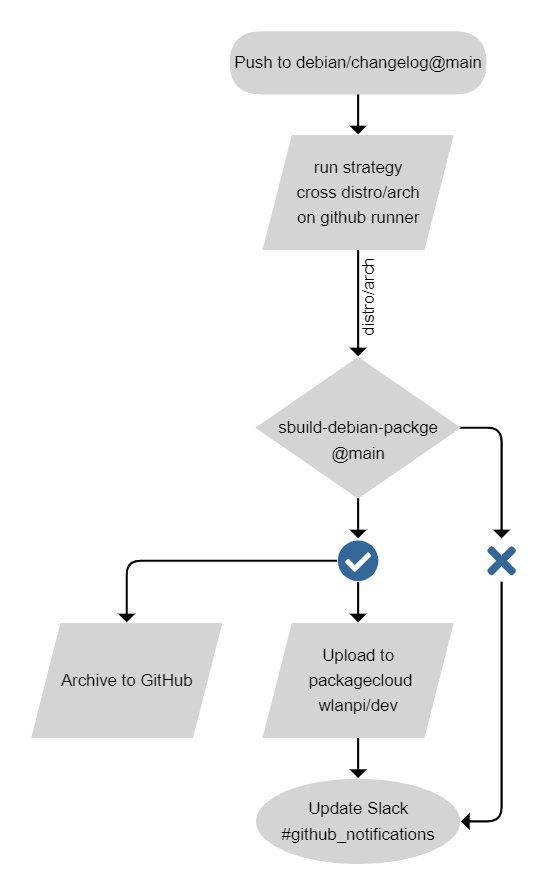 Push to debian/changelog@main
run strategy
cross distro/arch
on github runner
distro/arch
sbuild-debian-packge
@main
Archive to GitHub
Upload to
packagecloud
wlanpi/dev
Update Slack
#github_notifications